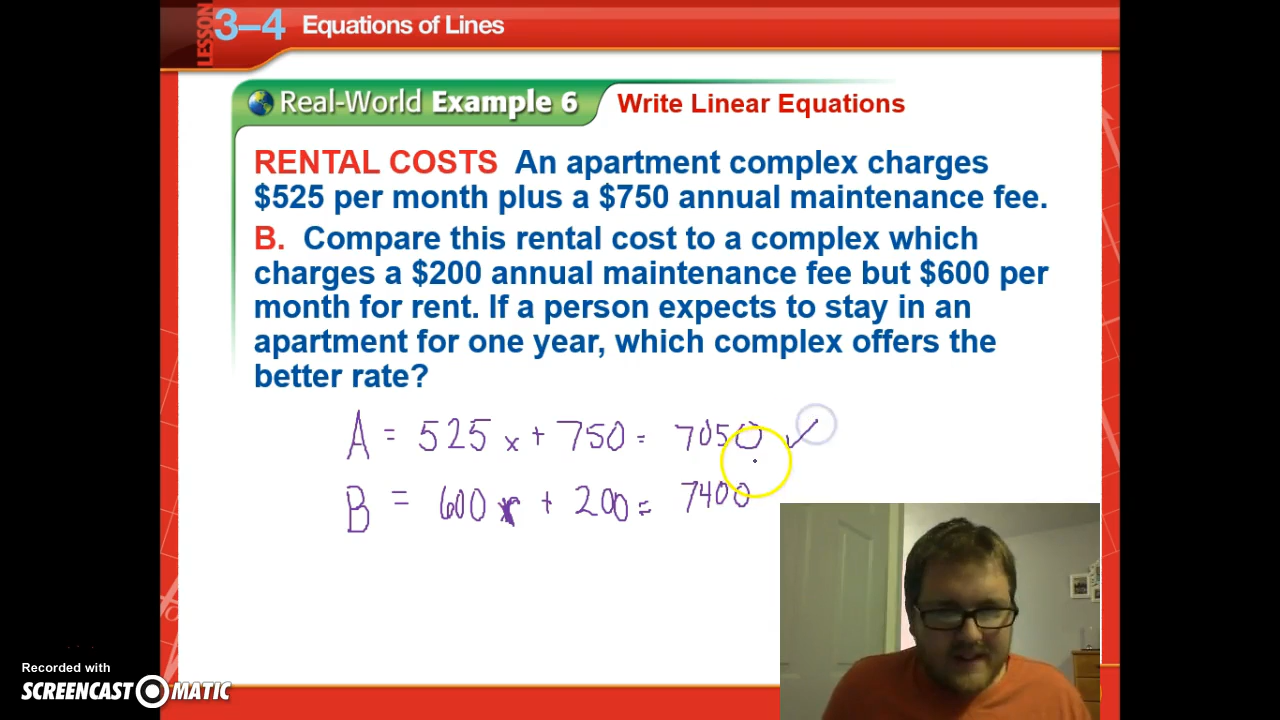 LESSON 3–4 Equations of Lines
Real-World Example 6 Write Linear Equations
RENTAL COSTS An apartment complex charges
$525 per month plus a $750 annual maintenance fee.
B. Compare this rental cost to a complex which
charges a $200 annual maintenance fee but $600 per
month for rent. If a person expects to stay in an
apartment for one year, which complex offers the
better rate?
A = 525x + 750 = 7050 ✓
B = 600x + 200 = 7400
Recorded with
SCREENCAST O MATIC